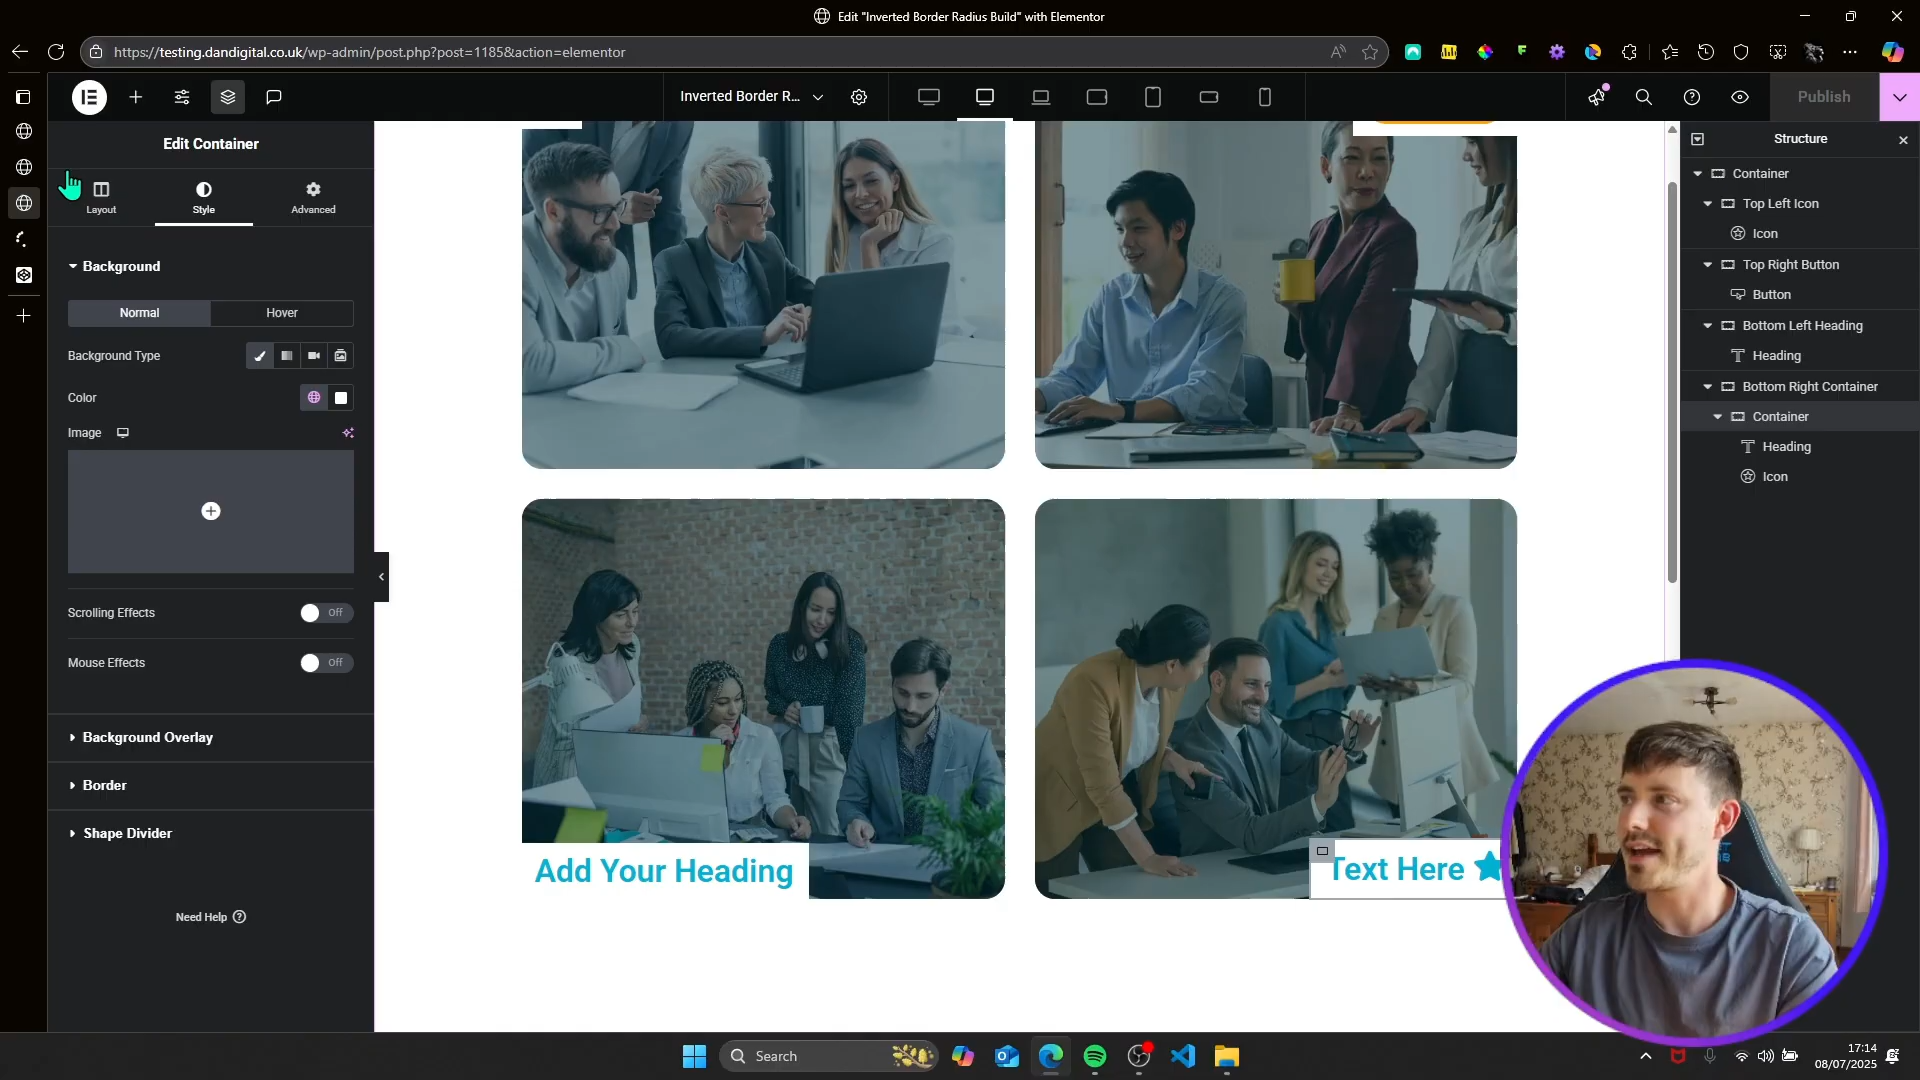 Edit "Inverted Border Radius Build" with Elementor
https://testing.dandigital.co.uk/wp-admin/post.php?post=1185&action=elementor
Inverted Border R...
Publish
Edit Container
Layout
Style
Advanced
Background
Normal
Hover
Background Type
Color
Image
Scrolling Effects
Off
Mouse Effects
Off
Background Overlay
Border
Shape Divider
Need Help
Add Your Heading
Text Here
Structure
Container
Top Left Icon
Icon
Top Right Button
Button
Bottom Left Heading
Heading
Bottom Right Container
Container
Heading
Icon
Search
17:14
08/07/2025